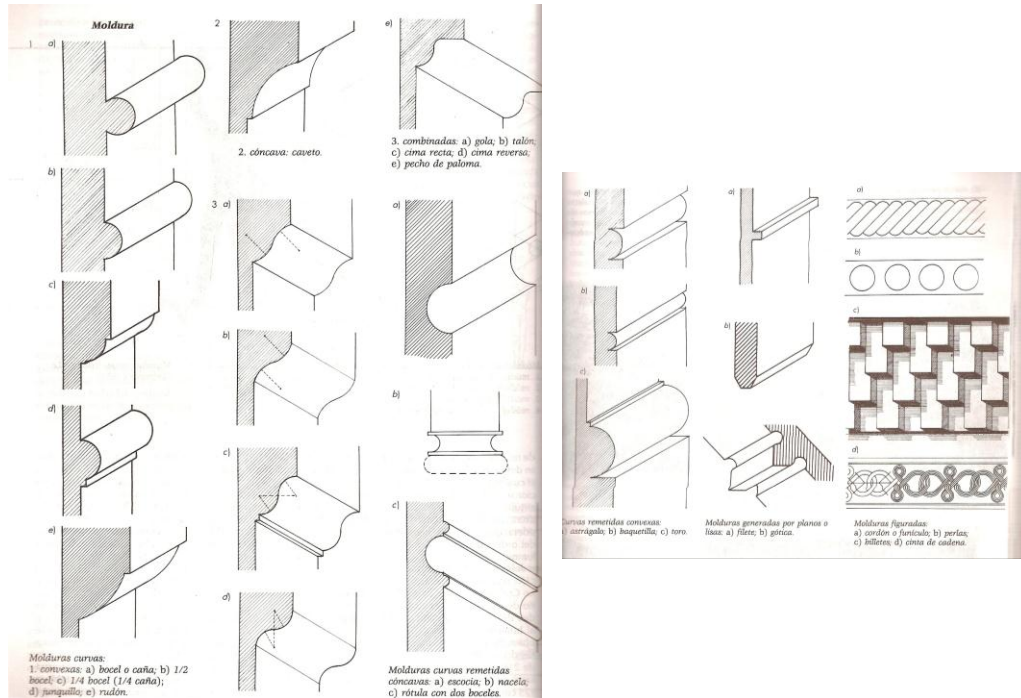 Moldura
1 a)
b)
c)
d)
e)
Molduras curvas:
1. convexas: a) bocel o caña; b) 1/2
bocel; c) 1/4 bocel (1/4 caña);
d) junquillo; e) rudón.
2
2. cóncava: caveto.
3 a)
b)
c)
d)
e)
3. combinadas: a) gola; b) talón;
c) cima recta; d) cima reversa;
e) pecho de paloma.
a)
b)
c)
Molduras curvas remetidas
cóncavas: a) escocia; b) nacela;
c) rótula con dos boceles.
a)
b)
c)
Curvas remetidas convexas:
a) astrágalo; b) baquetilla; c) toro.
a)
b)
Molduras generadas por planos o
lisas: a) filete; b) gótica.
a)
b)
c)
d)
Molduras figuradas:
a) cordón o funículo; b) perlas;
c) billetes; d) cinta de cadena.